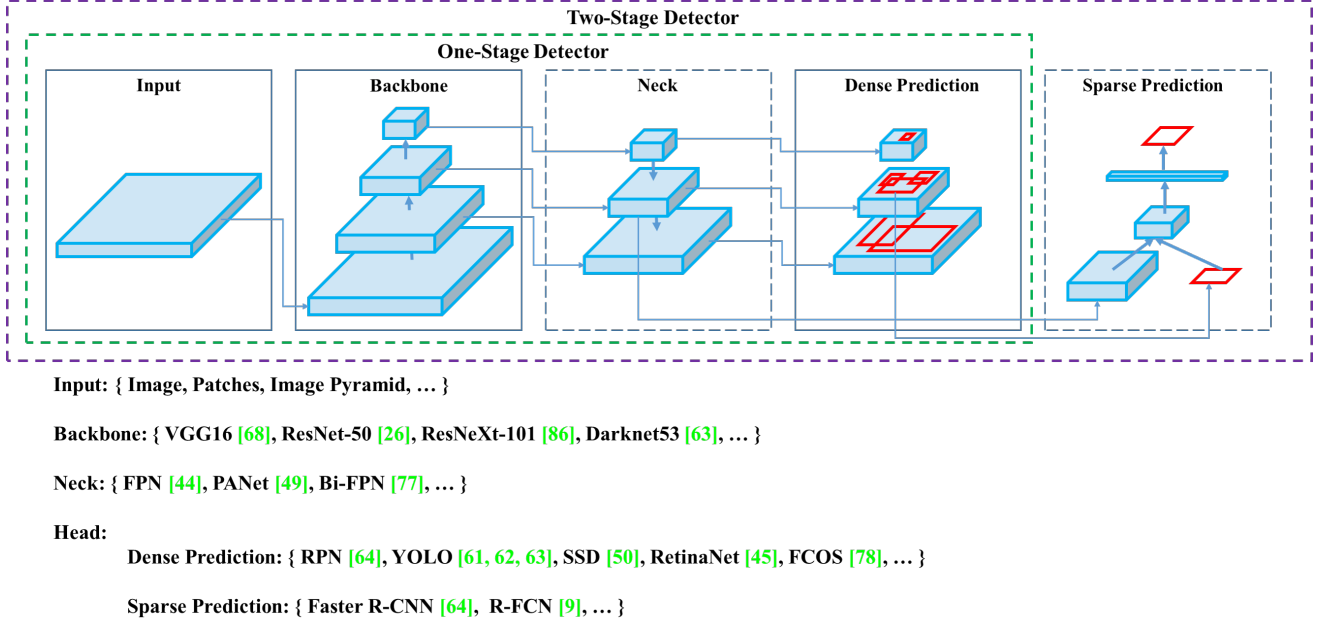 Two-Stage Detector
One-Stage Detector
Input
Backbone
Neck
Dense Prediction
Sparse Prediction
Input: { Image, Patches, Image Pyramid, … }
Backbone: { VGG16 [68], ResNet-50 [26], ResNeXt-101 [86], Darknet53 [63], … }
Neck: { FPN [44], PANet [49], Bi-FPN [77], … }
Head:
Dense Prediction: { RPN [64], YOLO [61, 62, 63], SSD [50], RetinaNet [45], FCOS [78], … }
Sparse Prediction: { Faster R-CNN [64], R-FCN [9], … }